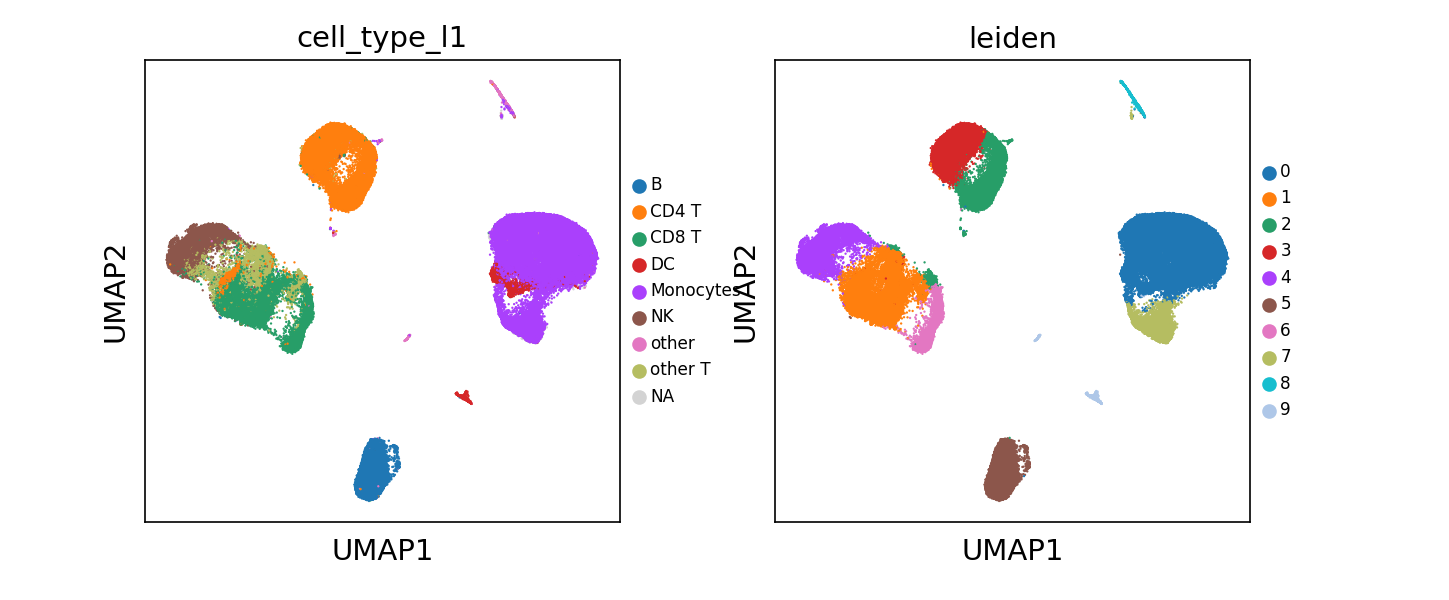 cell_type_l1
UMAP2
UMAP1
B
CD4 T
CD8 T
DC
Monocytes
NK
other
other T
NA
leiden
UMAP2
UMAP1
0
1
2
3
4
5
6
7
8
9